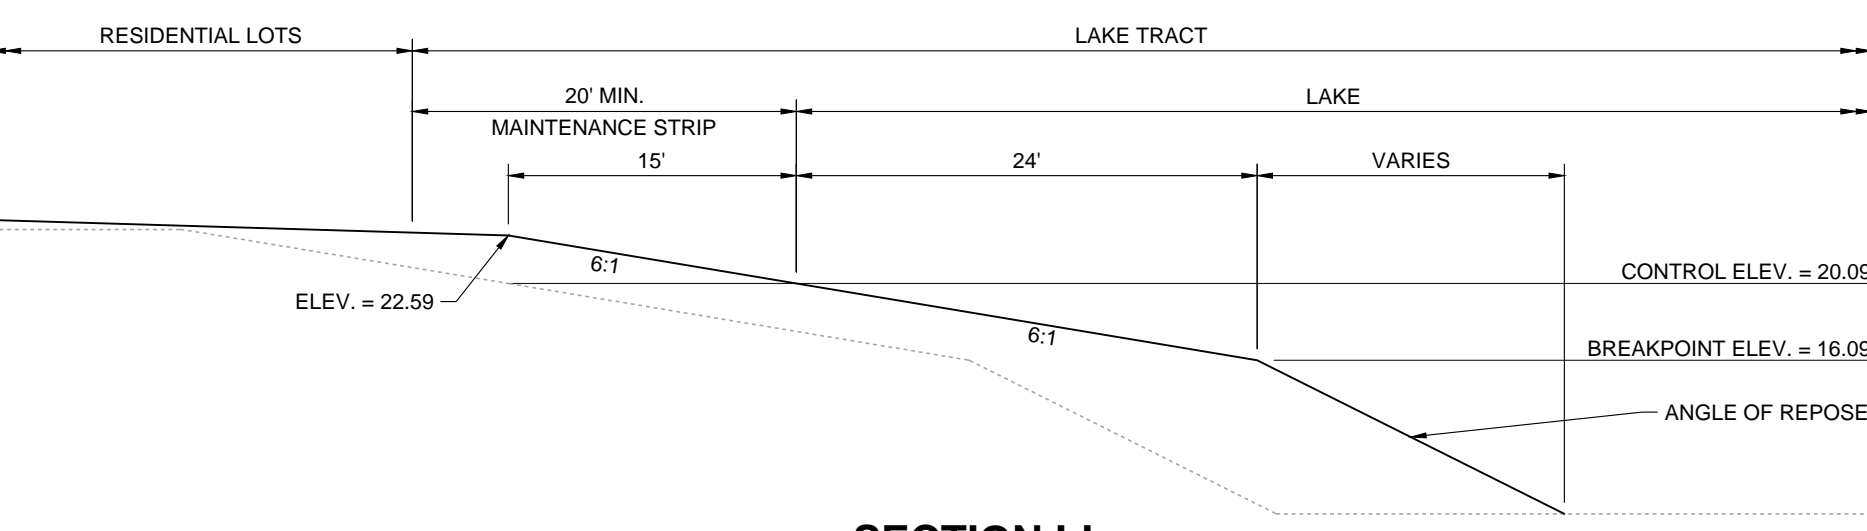 RESIDENTIAL LOTS
LAKE TRACT
20' MIN.
MAINTENANCE STRIP
LAKE
15'
24'
VARIES
6:1
CONTROL ELEV. = 20.09
ELEV. = 22.59
6:1
BREAKPOINT ELEV. = 16.09
ANGLE OF REPOSE